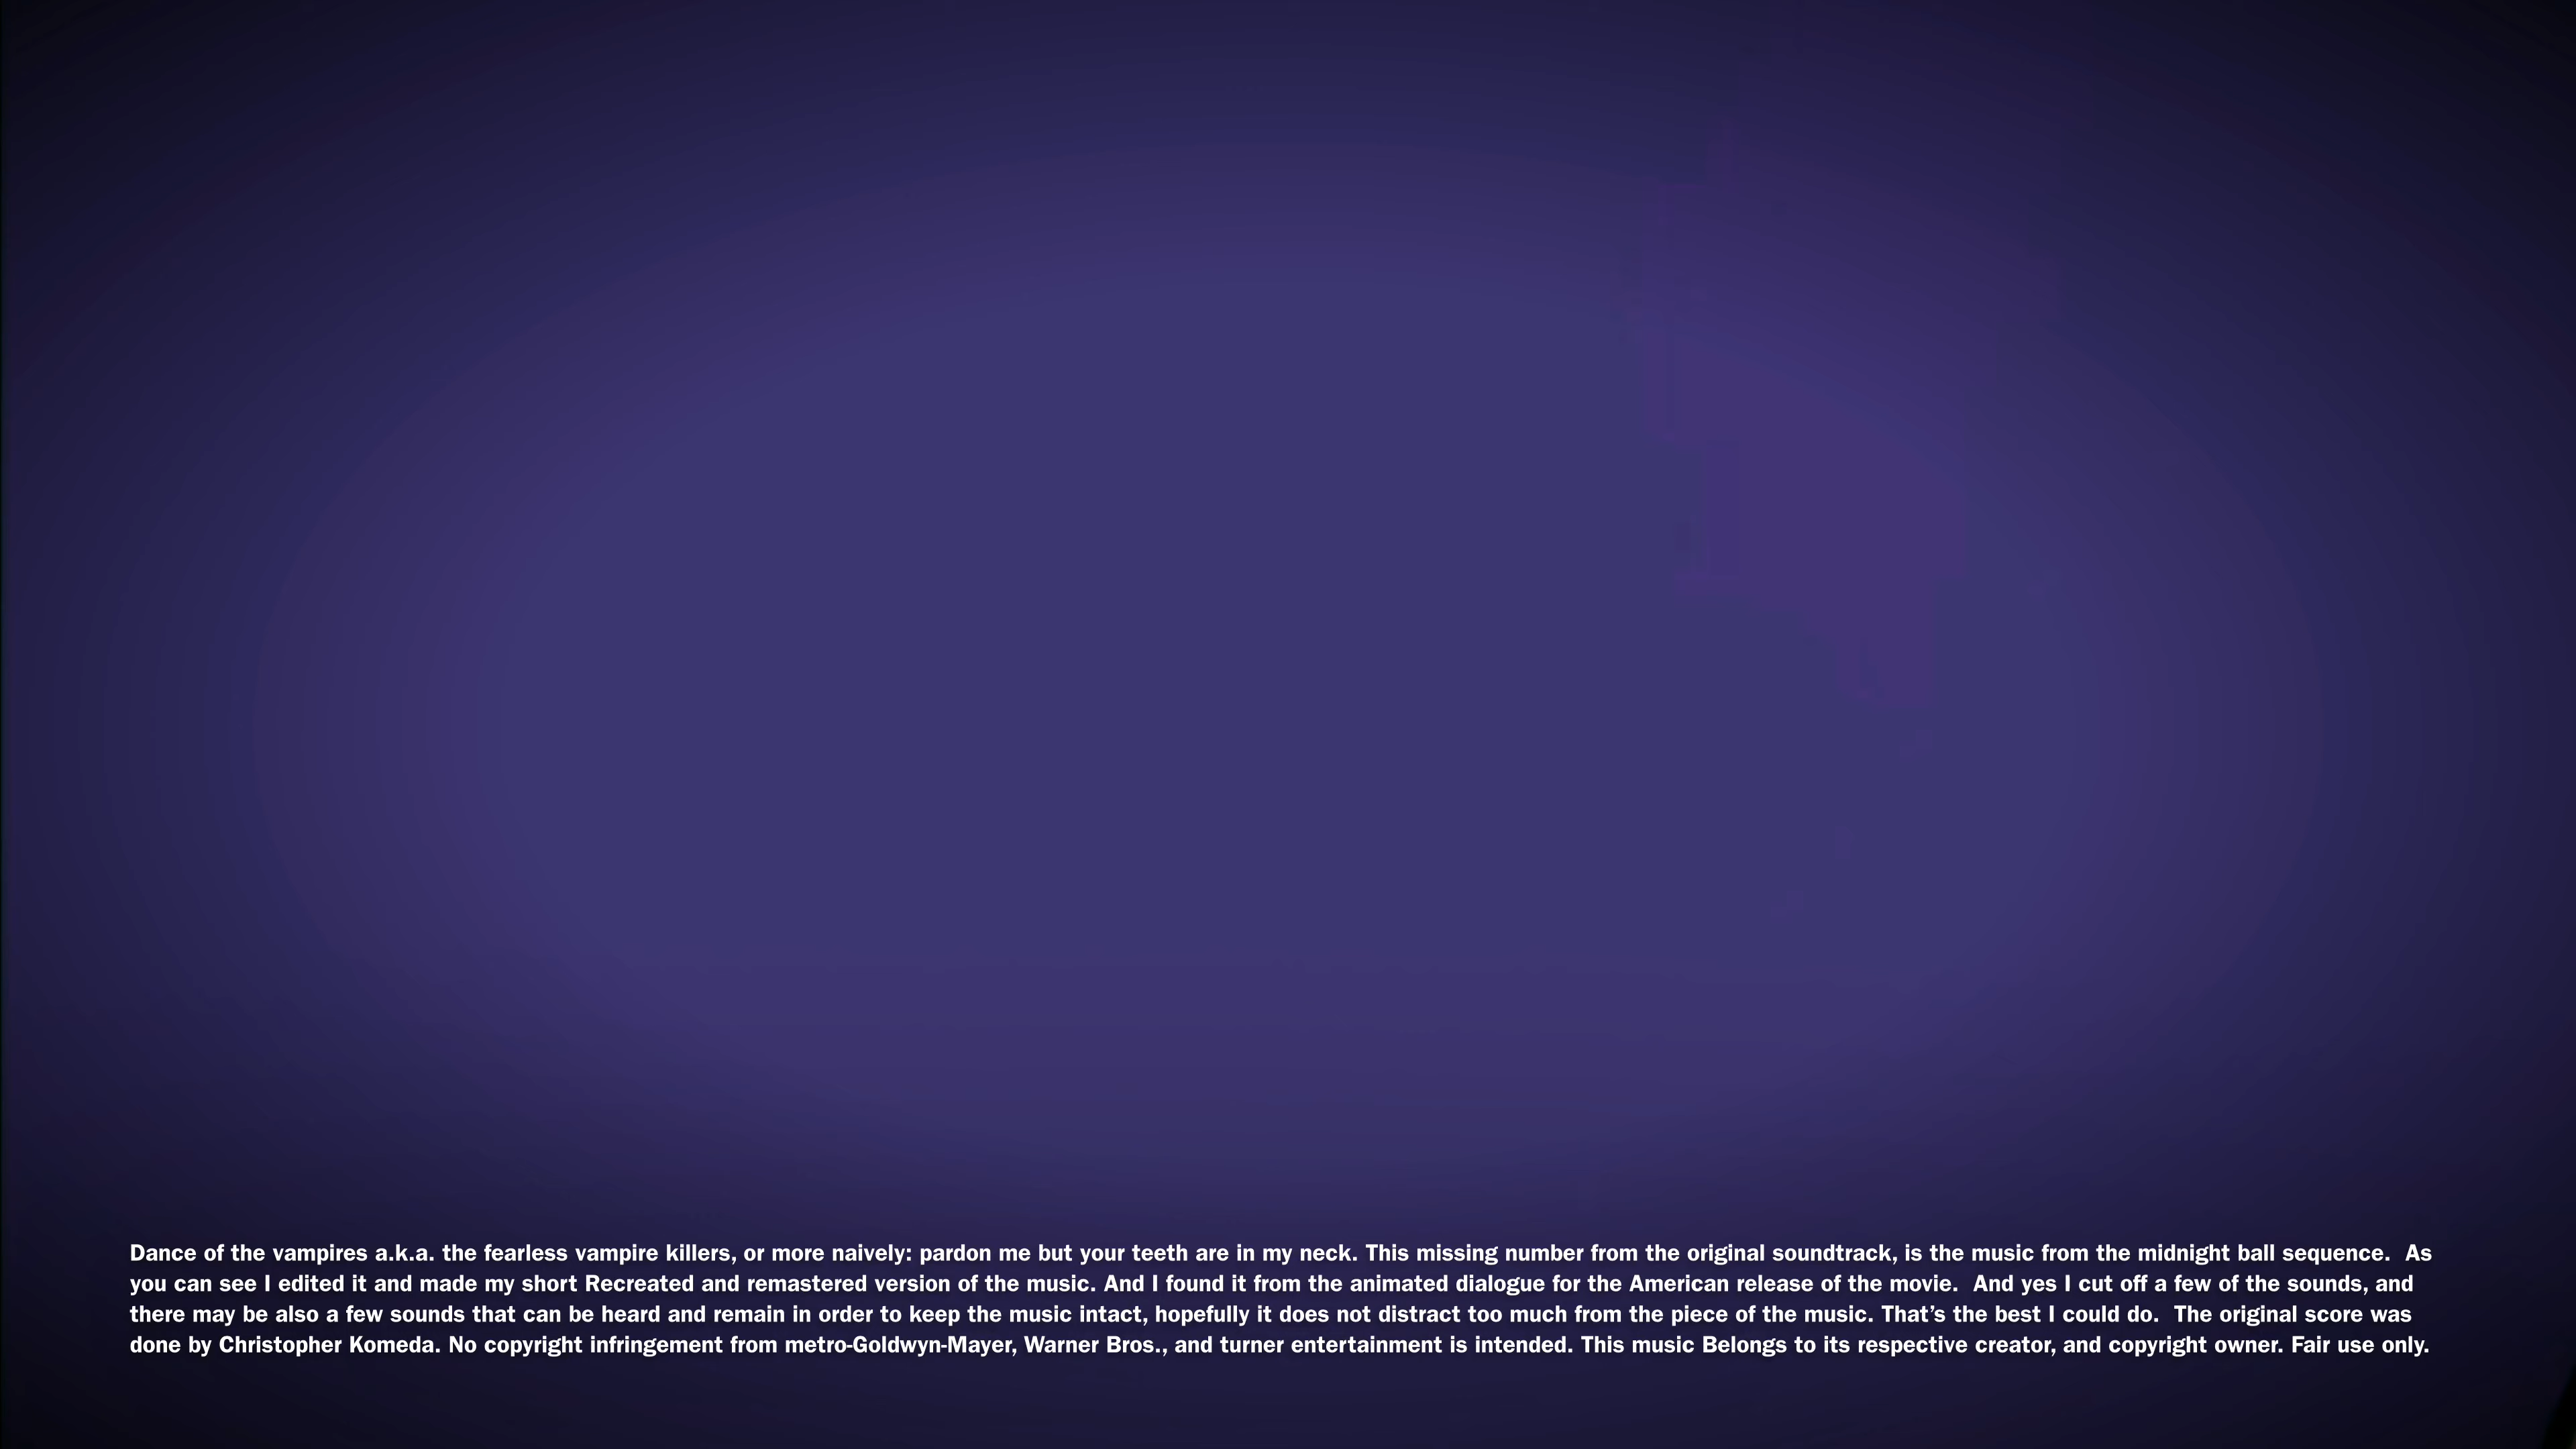 Dance of the vampires a.k.a. the fearless vampire killers, or more naively: pardon me but your teeth are in my neck. This missing number from the original soundtrack, is the music from the midnight ball sequence.  As
you can see I edited it and made my short Recreated and remastered version of the music. And I found it from the animated dialogue for the American release of the movie.  And yes I cut off a few of the sounds, and
there may be also a few sounds that can be heard and remain in order to keep the music intact, hopefully it does not distract too much from the piece of the music. That’s the best I could do.  The original score was
done by Christopher Komeda. No copyright infringement from metro-Goldwyn-Mayer, Warner Bros., and turner entertainment is intended. This music Belongs to its respective creator, and copyright owner. Fair use only.